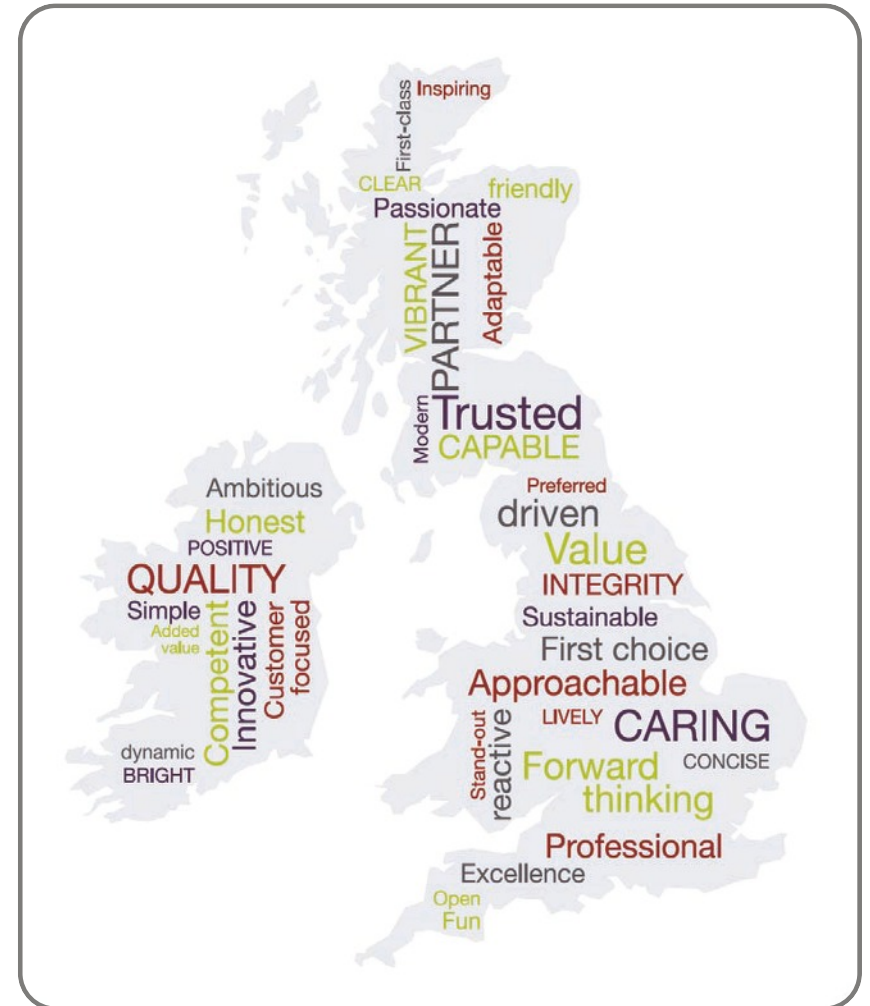 First-class
Inspiring
CLEAR
friendly
Passionate
VIBRANT
PARTNER
Adaptable
Modern
Trusted
CAPABLE
Ambitious
Honest
POSITIVE
QUALITY
Simple
Added
value
Competent
Innovative
Customer
focused
dynamic
BRIGHT
Preferred
driven
Value
INTEGRITY
Sustainable
First choice
Approachable
Stand-out
reactive
LIVELY
CARING
Forward
thinking
CONCISE
Professional
Excellence
Open
Fun